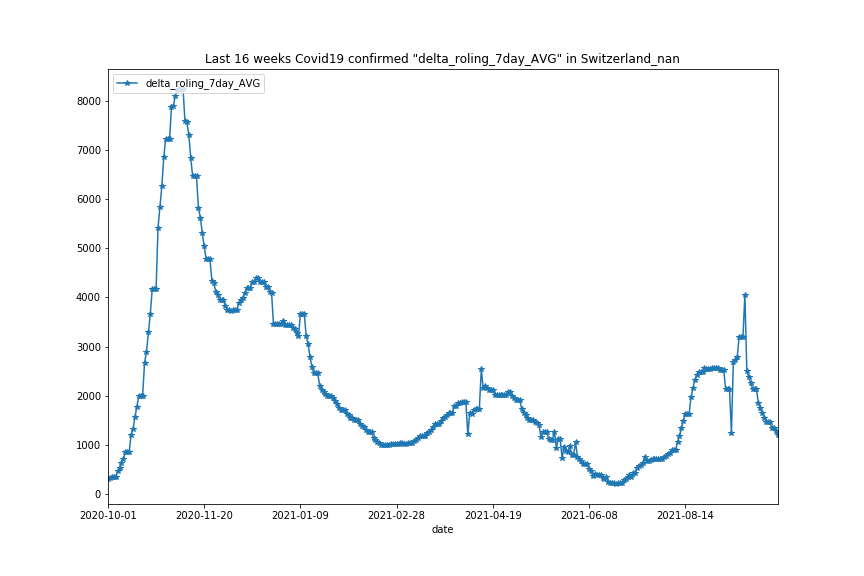 Last 16 weeks Covid19 confirmed "delta_roling_7day_AVG" in Switzerland_nan
delta_roling_7day_AVG
8000
7000
6000
5000
4000
3000
2000
1000
0
2020-10-01 2020-11-20 2021-01-09 2021-02-28 2021-04-19 2021-06-08 2021-08-14
date